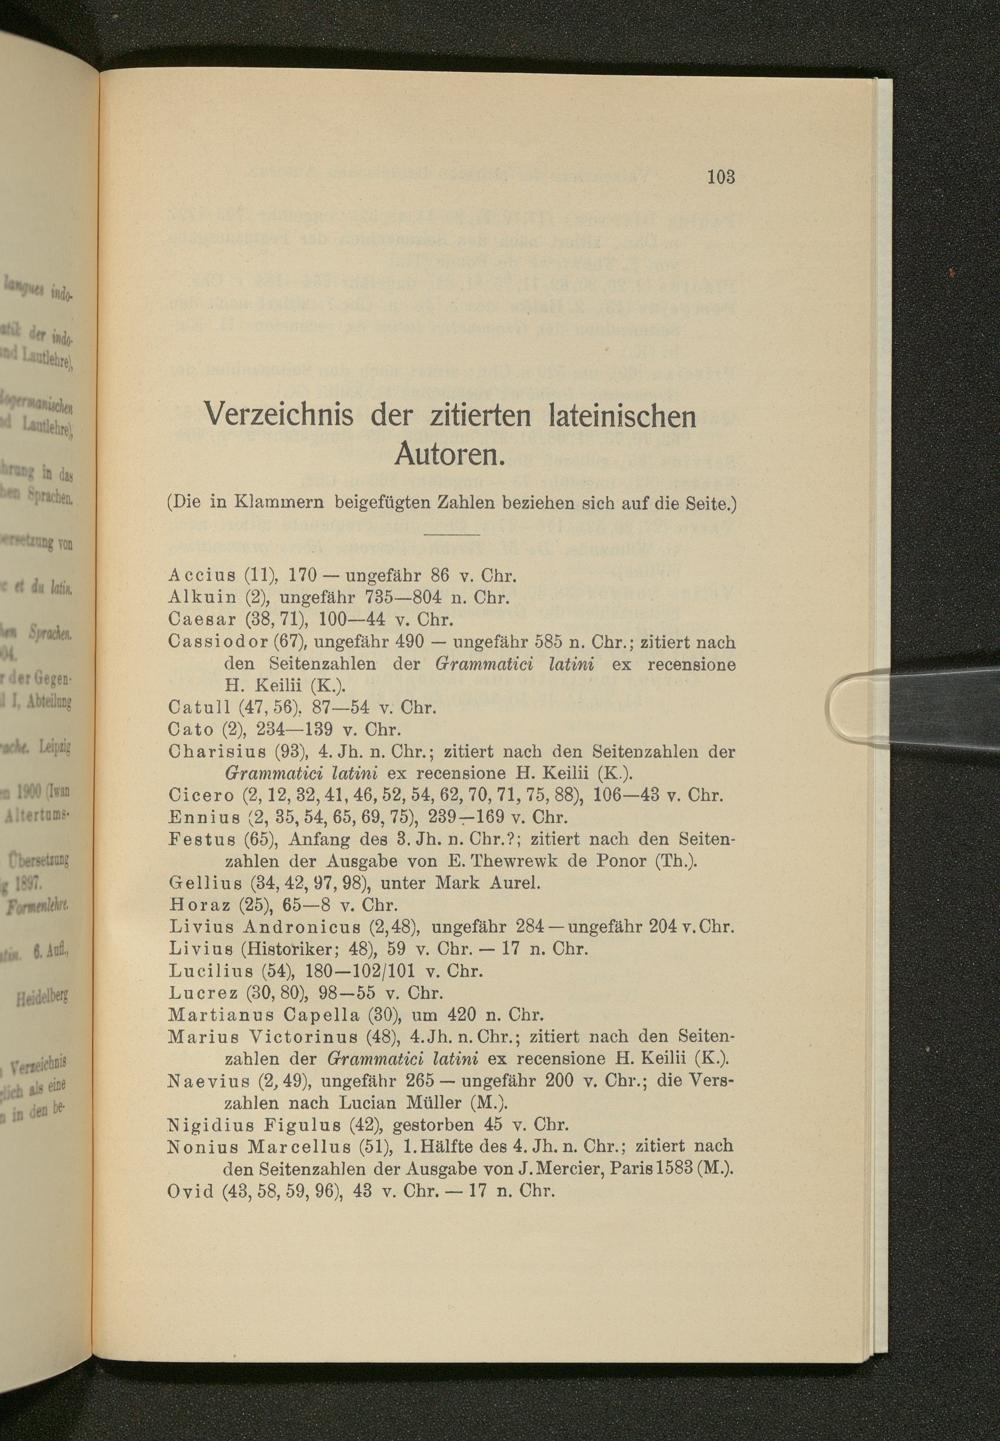 103
Verzeichnis der zitierten lateinischen
Autoren.
(Die in Klammern beigefügten Zahlen beziehen sich auf die Seite.)
Accius (11), 170 — ungefähr 86 v. Chr.
Alkuin (2), ungefähr 735—804 n. Chr.
Caesar (38, 71), 100—44 v. Chr.
Cassiodor (67), ungefähr 490 — ungefähr 585 n. Chr.; zitiert nach
den Seitenzahlen der Grammatici latini ex recensione
H. Keilii (K.).
Catull (47, 56), 87—54 v. Chr.
Cato (2), 234—139 v. Chr.
Charisius (93), 4. Jh. n. Chr.; zitiert nach den Seitenzahlen der
Grammatici latini ex recensione H. Keilii (K.).
Cicero (2, 12, 32, 41, 46, 52, 54, 62, 70, 71, 75, 88), 106—43 v. Chr.
Ennius (2, 35, 54, 65, 69, 75), 239—169 v. Chr.
Festus (65), Anfang des 3. Jh. n. Chr.?; zitiert nach den Seiten-
zahlen der Ausgabe von E. Thewrewk de Ponor (Th.).
Gellius (34, 42, 97, 98), unter Mark Aurel.
Horaz (25), 65—8 v. Chr.
Livius Andronicus (2, 48), ungefähr 284 — ungefähr 204 v. Chr.
Livius (Historiker; 48), 59 v. Chr. — 17 n. Chr.
Lucilius (54), 180—102/101 v. Chr.
Lucrez (30, 80), 98—55 v. Chr.
Martianus Capella (30), um 420 n. Chr.
Marius Victorinus (48), 4. Jh. n. Chr.; zitiert nach den Seiten-
zahlen der Grammatici latini ex recensione H. Keilii (K.).
Naevius (2, 49), ungefähr 265 — ungefähr 200 v. Chr.; die Vers-
zahlen nach Lucian Müller (M.).
Nigidius Figulus (42), gestorben 45 v. Chr.
Nonius Marcellus (51), 1. Hälfte des 4. Jh. n. Chr.; zitiert nach
den Seitenzahlen der Ausgabe von J. Mercier, Paris 1583 (M.).
Ovid (43, 58, 59, 96), 43 v. Chr. — 17 n. Chr.